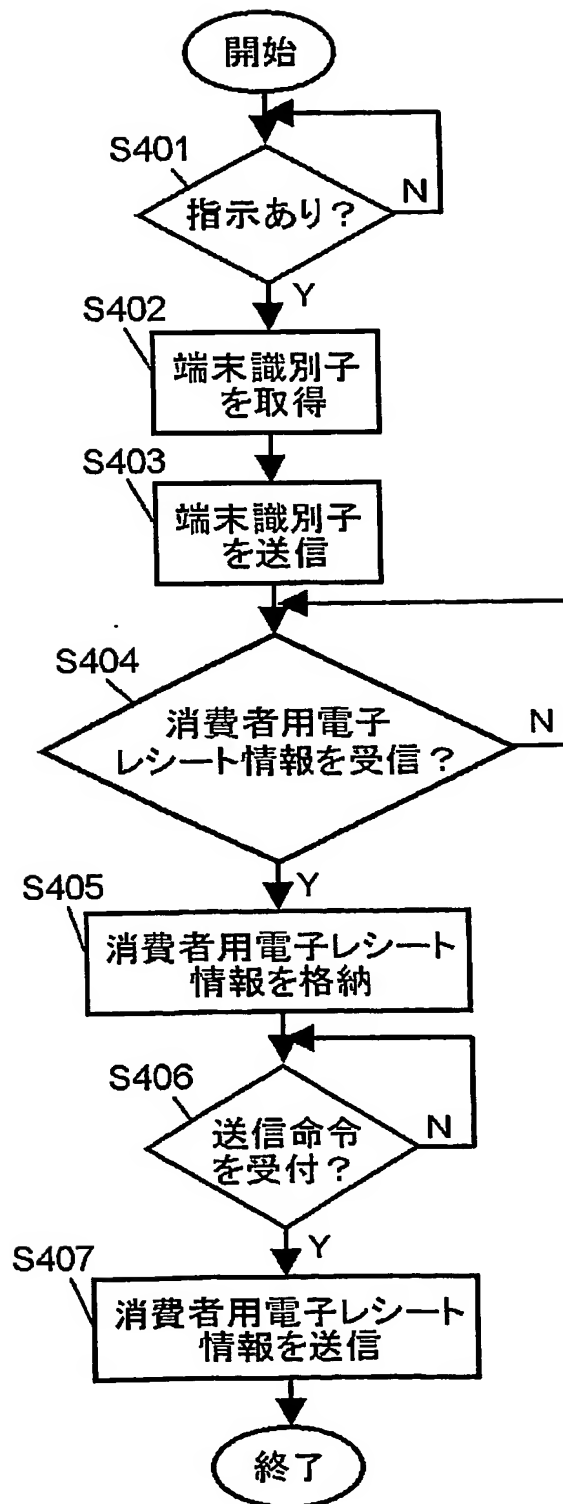 開始
S401
指示あり？
N
Y
S402
端末識別子
を取得
S403
端末識別子
を送信
S404
消費者用電子
レシート情報を受信？
N
Y
S405
消費者用電子レシート
情報を格納
S406
送信命令
を受付？
N
Y
S407
消費者用電子レシート
情報を送信
終了